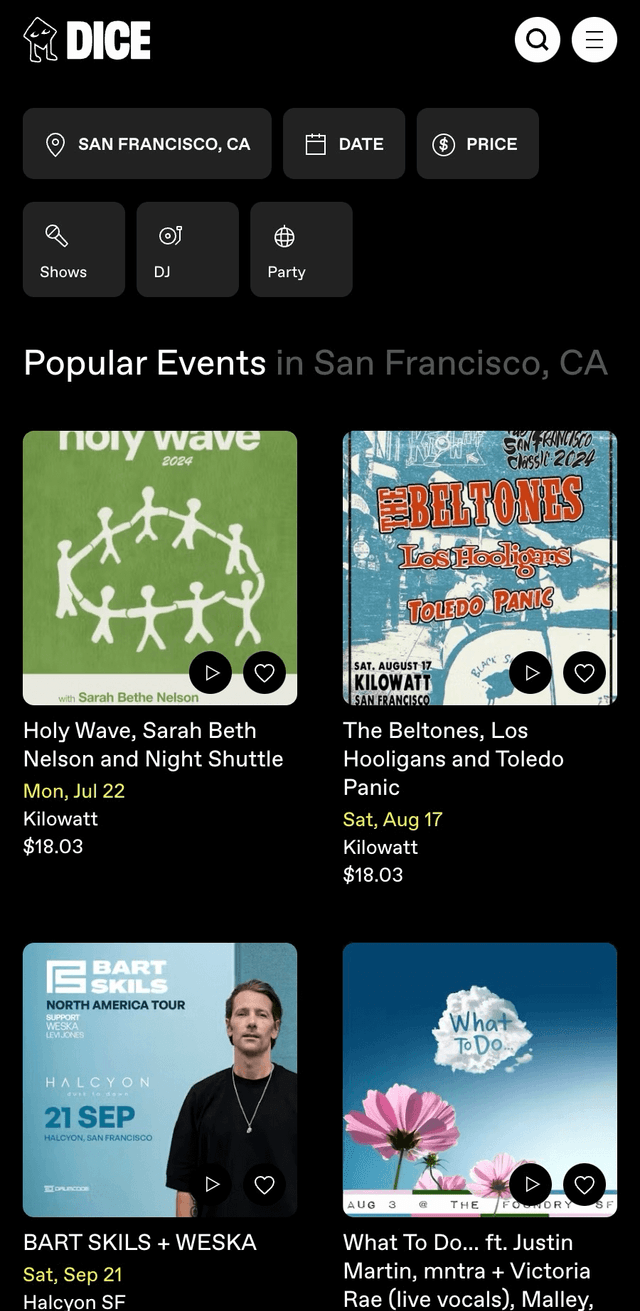 DICE
SAN FRANCISCO, CA
DATE
PRICE
Shows
DJ
Party
Popular Events in San Francisco, CA
holy wave
2024
with Sarah Bethe Nelson
Holy Wave, Sarah Beth
Nelson and Night Shuttle
Mon, Jul 22
Kilowatt
$18.03
SAN FRANCISCO
CLASSIC 2024
THE BELTONES
Los Hooligans
TOLEDO PANIC
SAT. AUGUST 17
KILOWATT
SAN FRANCISCO
The Beltones, Los
Hooligans and Toledo
Panic
Sat, Aug 17
Kilowatt
$18.03
BART
SKILS
NORTH AMERICA TOUR
SUPPORT
WESKA
LEVI JONES
HALCYON
21 SEP
HALCYON, SAN FRANCISCO
BART SKILS + WESKA
Sat, Sep 21
Halcyon SF
What
To Do...
AUG 3 @ THE FOUNDRY SF
What To Do... ft. Justin
Martin, mntra + Victoria
Rae (live vocals), Malley,